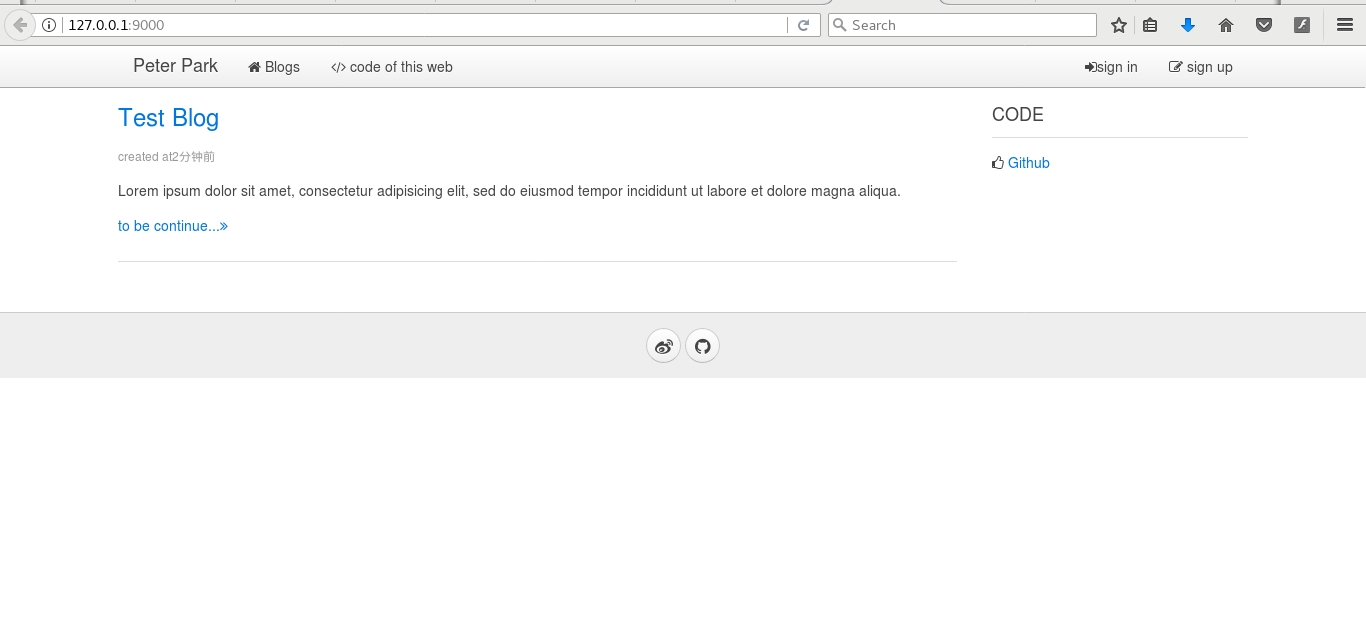 127.0.0.1:9000
Search
Peter Park Blogs </> code of this web sign in sign up
Test Blog
created at2分钟前
Lorem ipsum dolor sit amet, consectetur adipisicing elit, sed do eiusmod tempor incididunt ut labore et dolore magna aliqua.
to be continue...»
CODE
Github